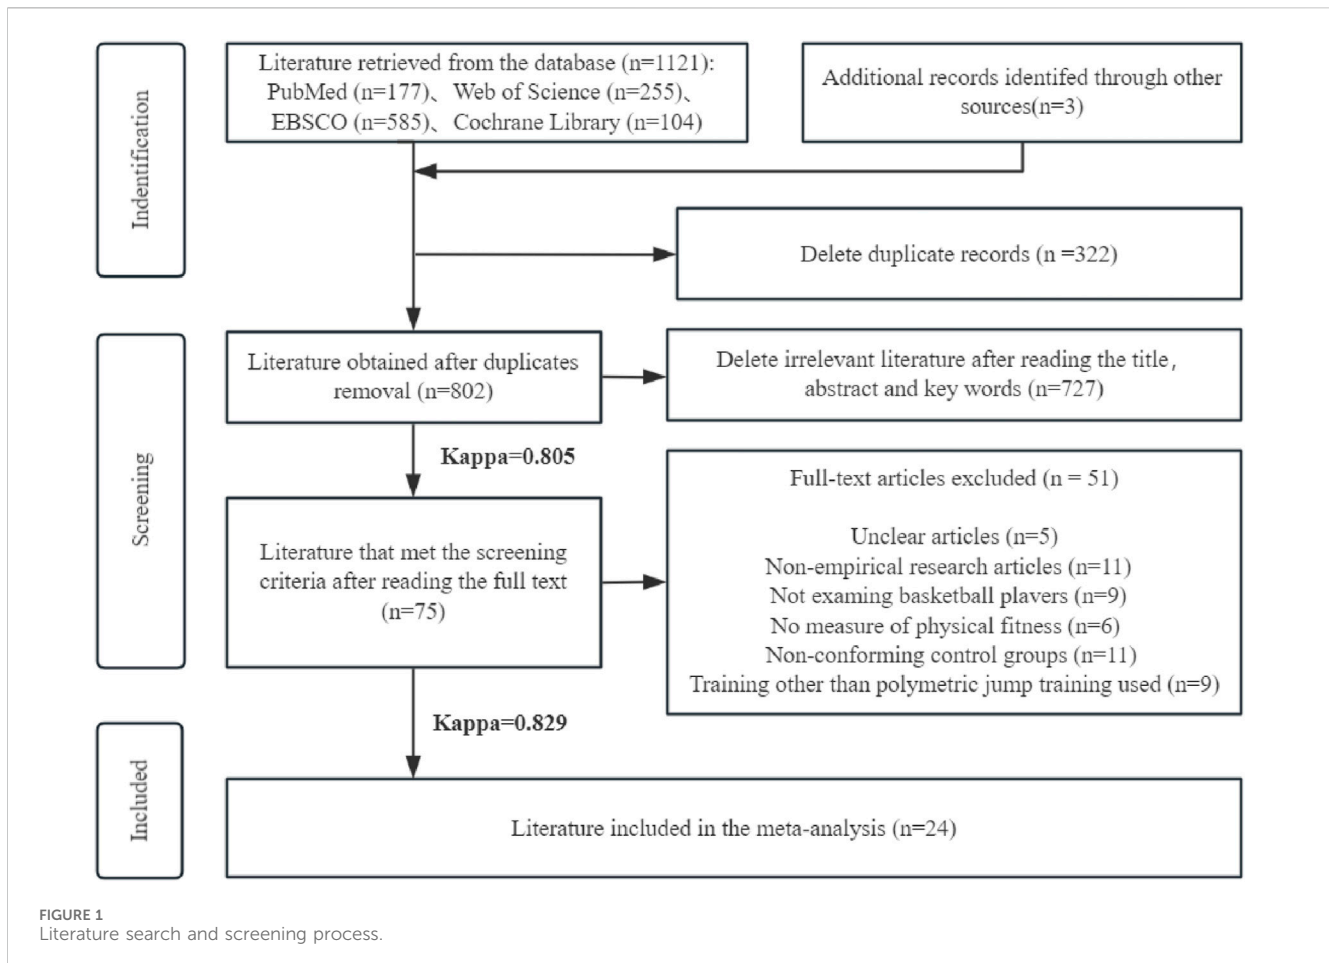 Indentification
Literature retrieved from the database (n=1121):
PubMed (n=177)、Web of Science (n=255)、
EBSCO (n=585)、Cochrane Library (n=104)
Additional records identifed through other
sources(n=3)
Delete duplicate records (n =322)
Screening
Literature obtained after duplicates
removal (n=802)
Delete irrelevant literature after reading the title,
abstract and key words (n=727)
Kappa=0.805
Literature that met the screening
criteria after reading the full text
(n=75)
Full-text articles excluded (n = 51)
Unclear articles (n=5)
Non-empirical research articles (n=11)
Not examing basketball plavers (n=9)
No measure of physical fitness (n=6)
Non-conforming control groups (n=11)
Training other than polymetric jump training used (n=9)
Kappa=0.829
Included
Literature included in the meta-analysis (n=24)
FIGURE 1
Literature search and screening process.